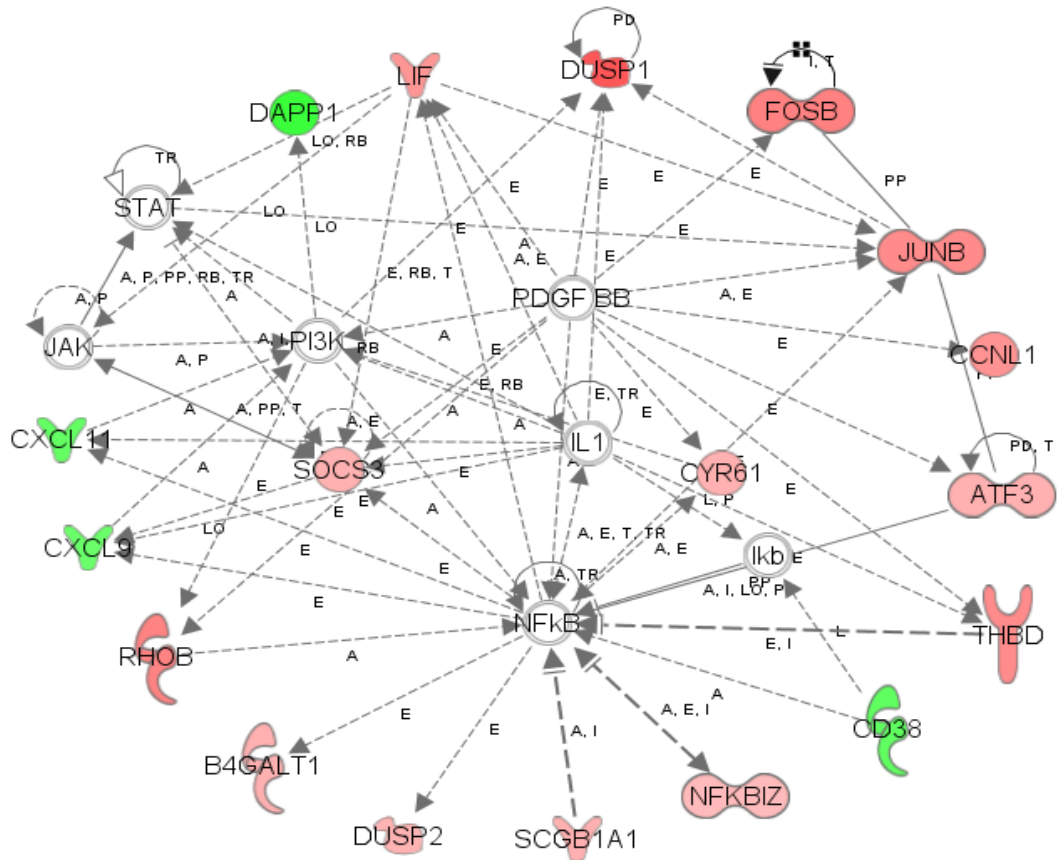 PD
LIF
DUSP1
I, T
DAPP1
FOSB
LO, RB
TR
E
E
E
E
PP
STAT
LO
LO
E
E
A
A, E
E
JUNB
A, P, PP, RB, TR
E, RB, T
A, P
A
PDGF BB
A, E
JAK
A, I
PI3K
A
A
E
RB
CCNL1
A, P
E, RB
E, TR
A
A, PP, T
A, E
A
A
E
E
CXCL11
IL1
PD, T
SOCS3
CYR61
A
E
E
ATF3
E
E
LO
A
L, P
E
CXCL9
A, E, T, TR
E
A, E
Ikb
E
E
A, TR
PP
E
A, I, LO, P
NFkB
THBD
RHOB
A
E, I
L
A
E
A, E, I
CD38
E
A, I
B4GALT1
NFKBIZ
DUSP2
SCGB1A1